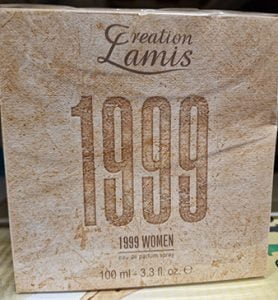 Creation
Lamis
1999
1999 WOMEN
eau de parfum spray
100 ml - 3.3 fl. oz. ℮